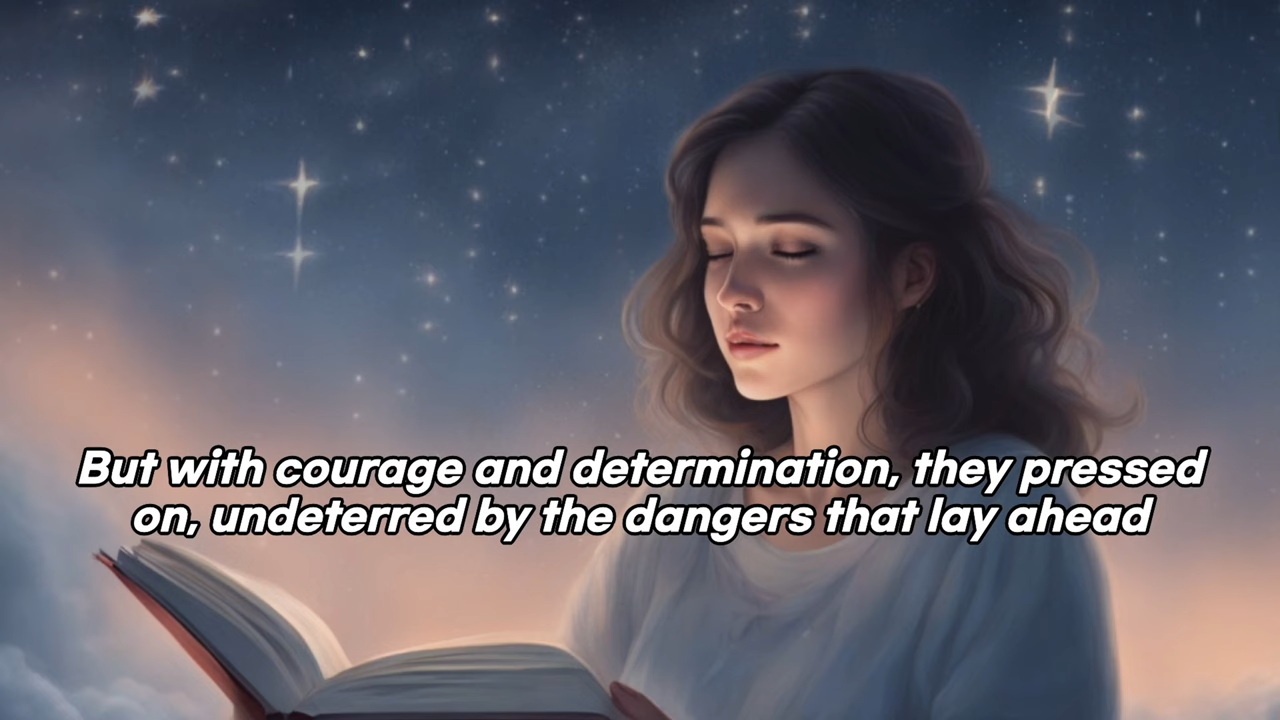 But with courage and determination, they pressed
on, undeterred by the dangers that lay ahead